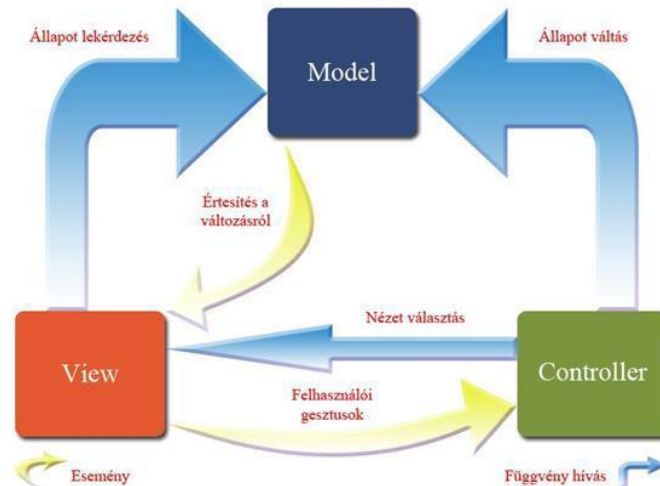 Állapot lekérdezés
Model
Állapot váltás
Értesítés a
változásról
Nézet választás
View
Controller
Felhasználói
gesztusok
Esemény
Függvény hívás